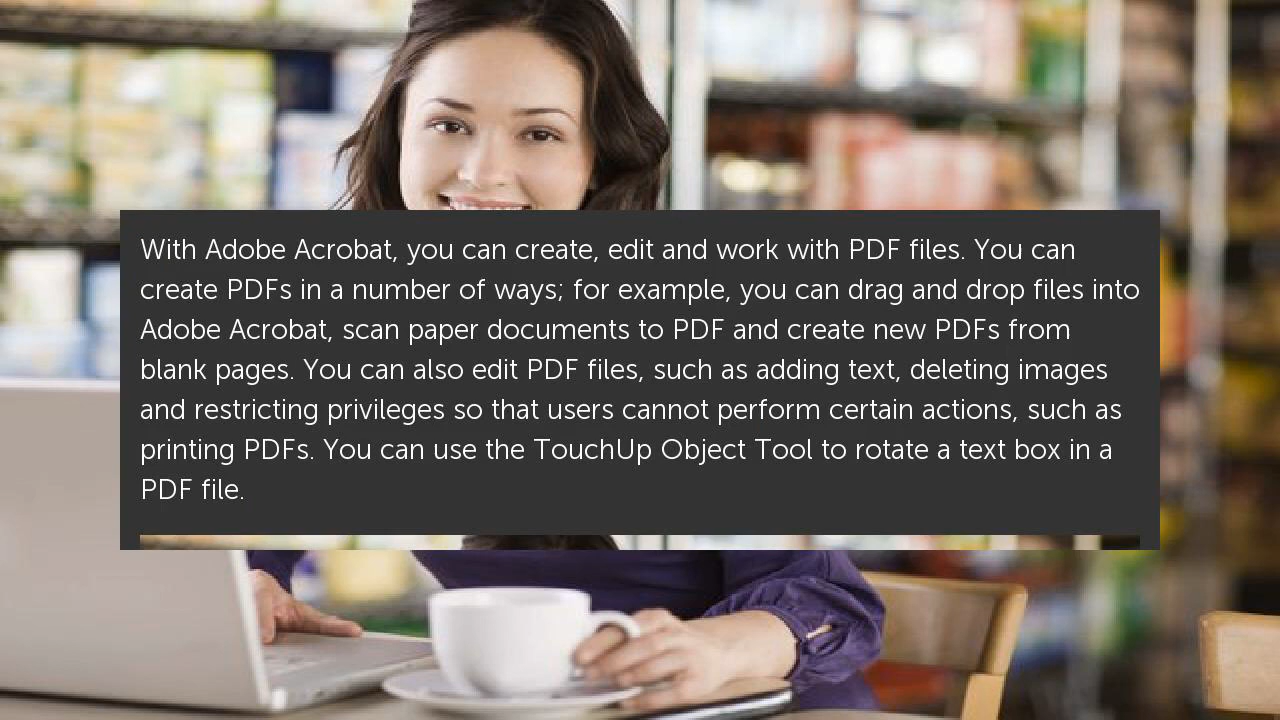 With Adobe Acrobat, you can create, edit and work with PDF files. You can
create PDFs in a number of ways; for example, you can drag and drop files into
Adobe Acrobat, scan paper documents to PDF and create new PDFs from
blank pages. You can also edit PDF files, such as adding text, deleting images
and restricting privileges so that users cannot perform certain actions, such as
printing PDFs. You can use the TouchUp Object Tool to rotate a text box in a
PDF file.